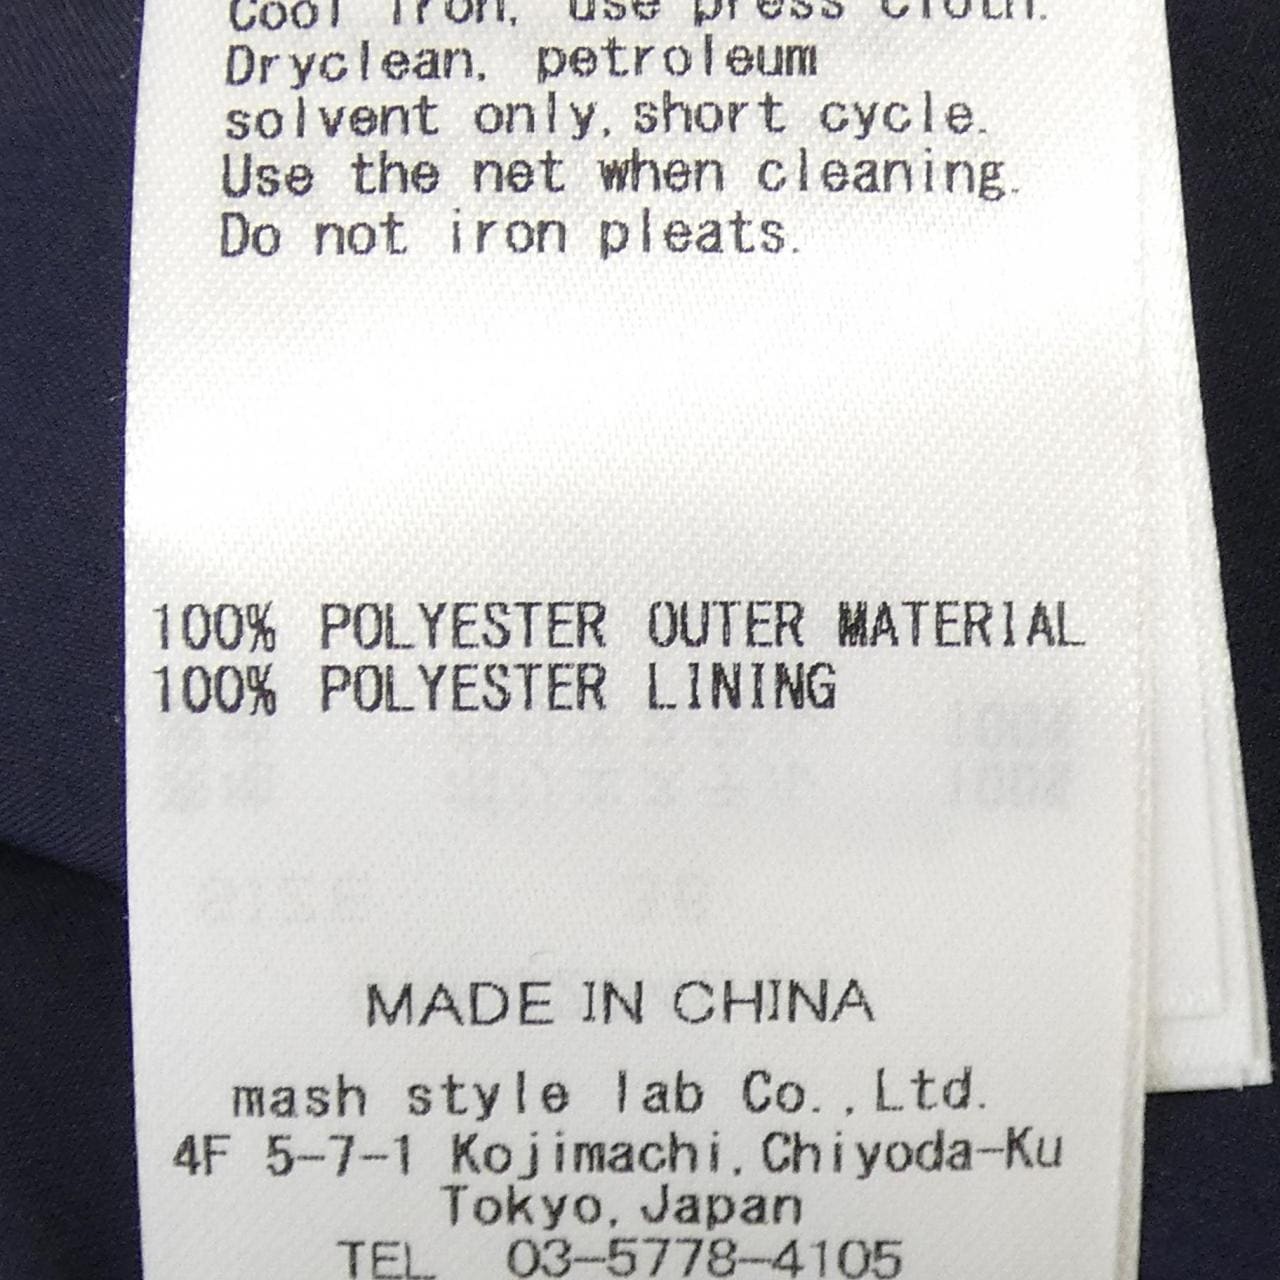 Cool iron, use press cloth.
Dryclean, petroleum
solvent only, short cycle.
Use the net when cleaning.
Do not iron pleats.
100% POLYESTER OUTER MATERIAL
100% POLYESTER LINING
MADE IN CHINA
mash style lab Co.,Ltd.
4F 5-7-1 Kojimachi, Chiyoda-Ku
Tokyo, Japan
TEL 03-5778-4105